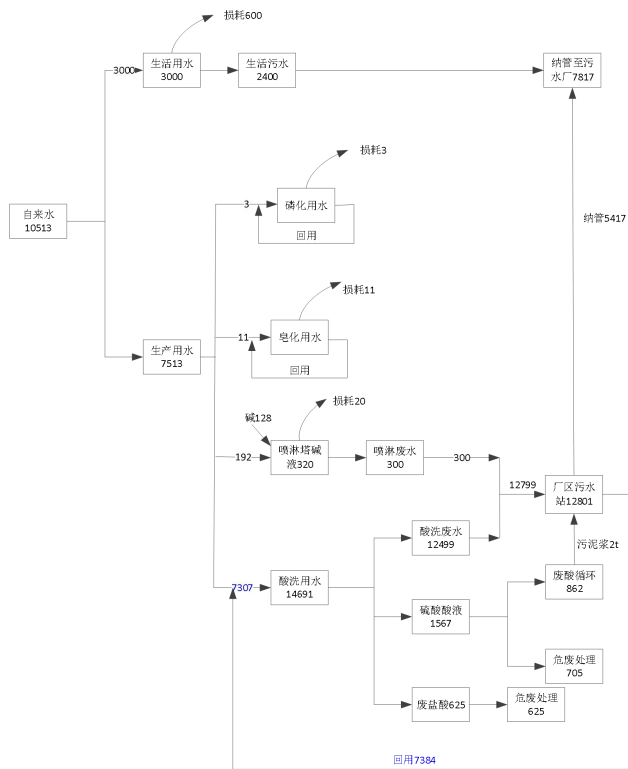 损耗600
3000
生活用水
3000
生活污水
2400
纳管至污
水厂7817
损耗3
3
磷化用水
回用
自来水
10513
纳管5417
损耗11
11
皂化用水
回用
生产用水
7513
损耗20
碱128
192
喷淋塔碱
液320
喷淋废水
300
300
12799
厂区污水
站12801
酸洗废水
12499
污泥浆2t
7307
酸洗用水
14691
废酸循环
862
硫酸酸液
1567
危废处理
705
废盐酸625
危废处理
625
回用7384